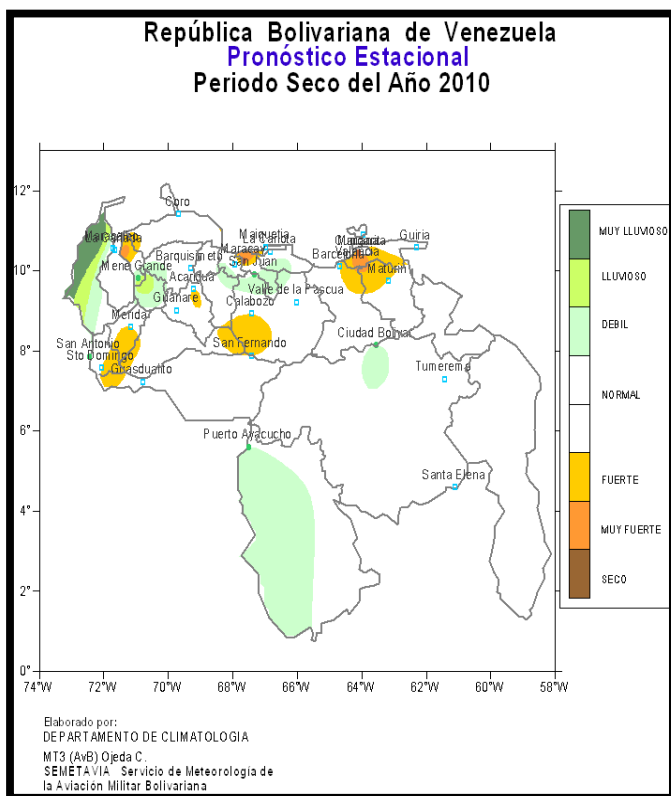 República Bolivariana de Venezuela
Pronóstico Estacional
Periodo Seco del Año 2010
12°
10°
8°
6°
4°
2°
0°
74°W 72°W 70°W 68°W 66°W 64°W 62°W 60°W 58°W
Coro
Maiquetia
La Carlota
Guiria
Maracay
San Juan
Barquisimeto
Barcelona
Maturin
Mene Grande
Acarigua
Valle de la Pascua
Guanare
Calabozo
Merida
San Antonio
San Fernando
Ciudad Bolivar
Sto Domingo
Guasdualito
Tumeremo
Puerto Ayacucho
Santa Elena
MUY LLUVIOSO
LLUVIOSO
DEBIL
NORMAL
FUERTE
MUY FUERTE
SECO
Elaborado por:
DEPARTAMENTO DE CLIMATOLOGIA
MT3 (AvB) Ojeda C.
SEMETAVIA Servicio de Meteorología de
la Aviación Militar Bolivariana